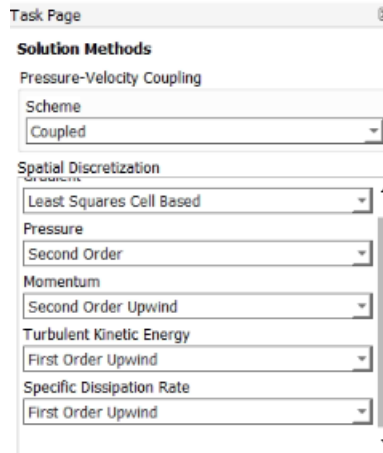 Task Page
Solution Methods
Pressure-Velocity Coupling
Scheme
Coupled
Spatial Discretization
Gradient
Least Squares Cell Based
Pressure
Second Order
Momentum
Second Order Upwind
Turbulent Kinetic Energy
First Order Upwind
Specific Dissipation Rate
First Order Upwind